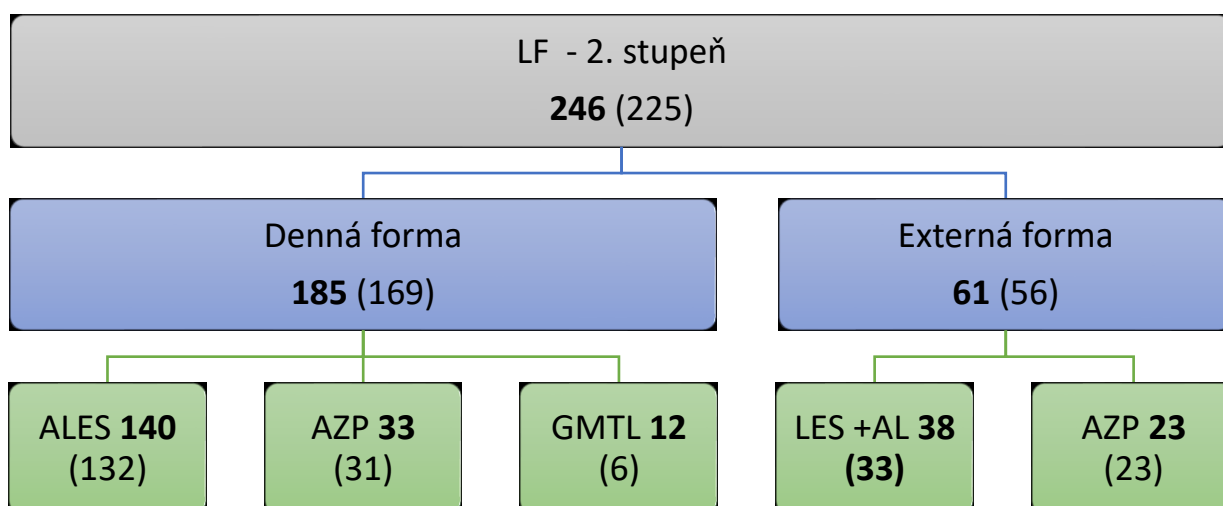 LF - 2. stupeň
246 (225)
Denná forma
185 (169)
Externá forma
61 (56)
ALES 140
(132)
AZP 33
(31)
GMTL 12
(6)
LES +AL 38
(33)
AZP 23
(23)